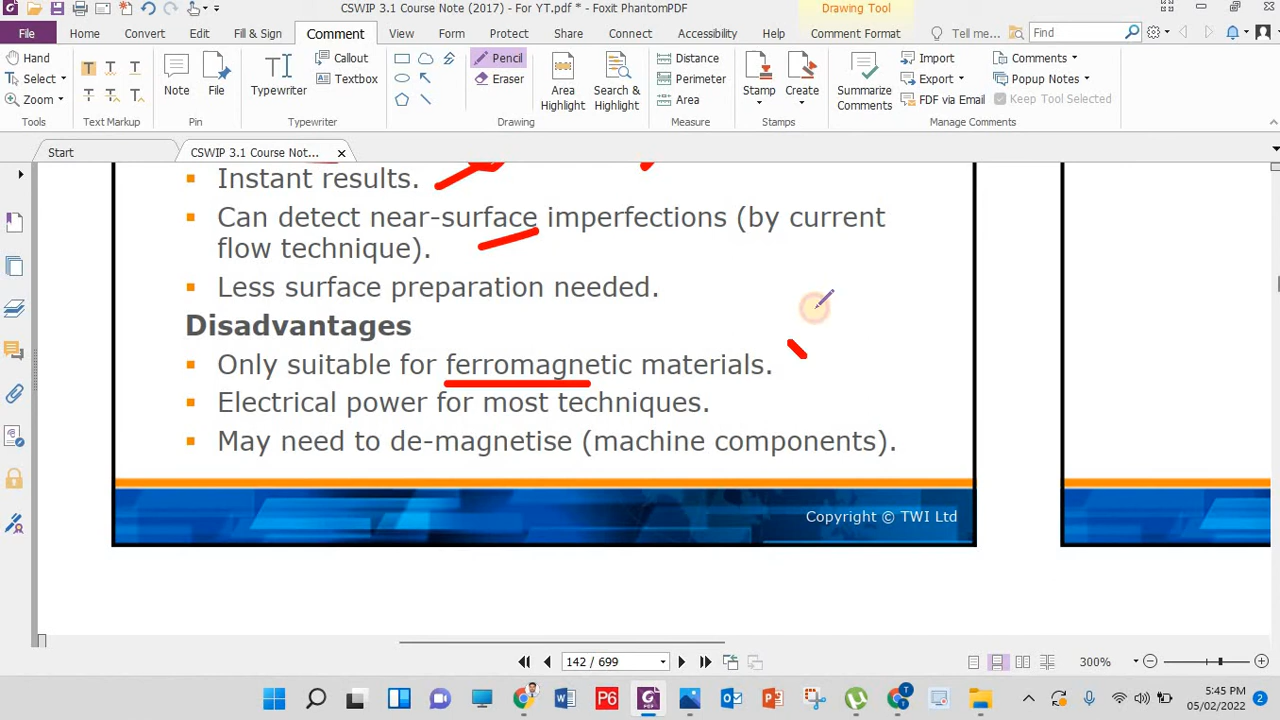 CSWIP 3.1 Course Note (2017) - For YT.pdf * - Foxit PhantomPDF
Drawing Tool
File Home Convert Edit Fill & Sign Comment View Form Protect Share Connect Accessibility Help Comment Format Tell me... Find
Hand
Select
Zoom
Tools
Text Markup
Note
File
Pin
Typewriter
Callout
Textbox
Typewriter
Pencil
Eraser
Area
Highlight
Search &
Highlight
Drawing
Distance
Perimeter
Area
Measure
Stamp
Create
Stamps
Summarize
Comments
Import
Export
FDF via Email
Comments
Popup Notes
Keep Tool Selected
Manage Comments
Start
CSWIP 3.1 Course Not...
Instant results.
Can detect near-surface imperfections (by current
flow technique).
Less surface preparation needed.
Disadvantages
Only suitable for ferromagnetic materials.
Electrical power for most techniques.
May need to de-magnetise (machine components).
Copyright © TWI Ltd
142 / 699
300%
5:45 PM
05/02/2022
2